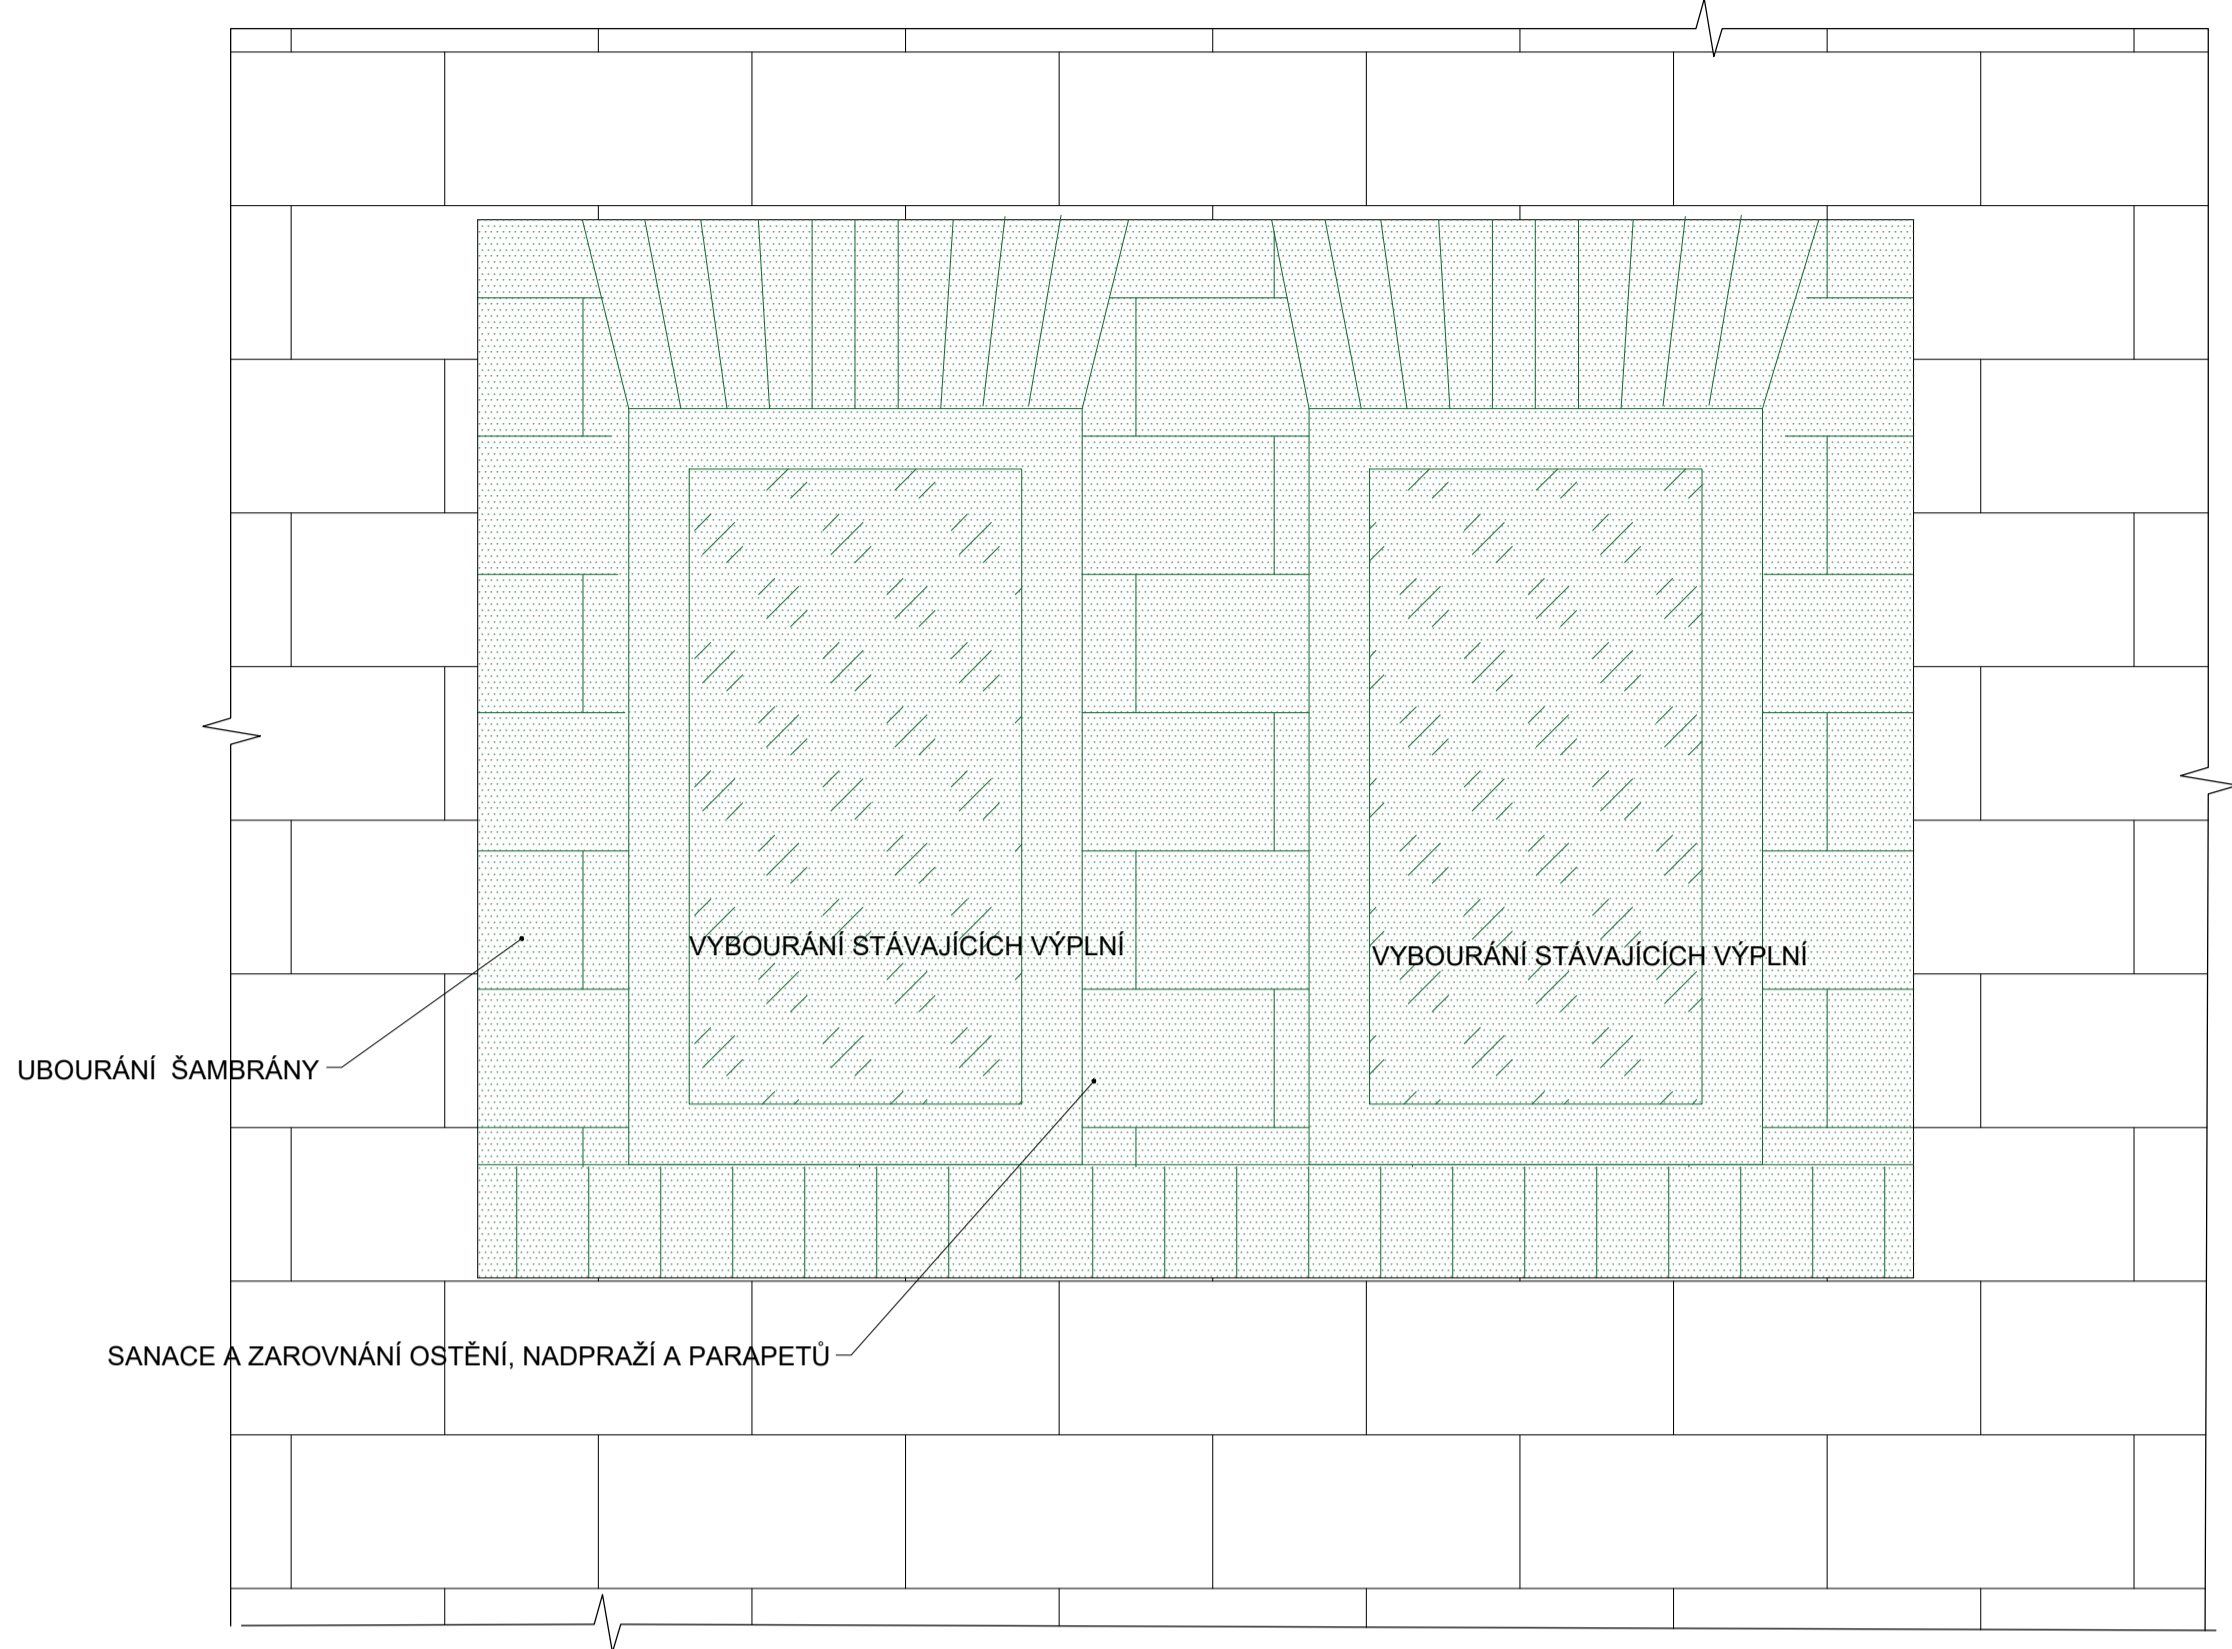 VYBOURÁNÍ STÁVAJÍCÍCH VÝPLNÍ
VYBOURÁNÍ STÁVAJÍCÍCH VÝPLNÍ
UBOURÁNÍ ŠAMBRÁNY
SANACE A ZAROVNÁNÍ OSTĚNÍ, NADPRAŽÍ A PARAPETŮ